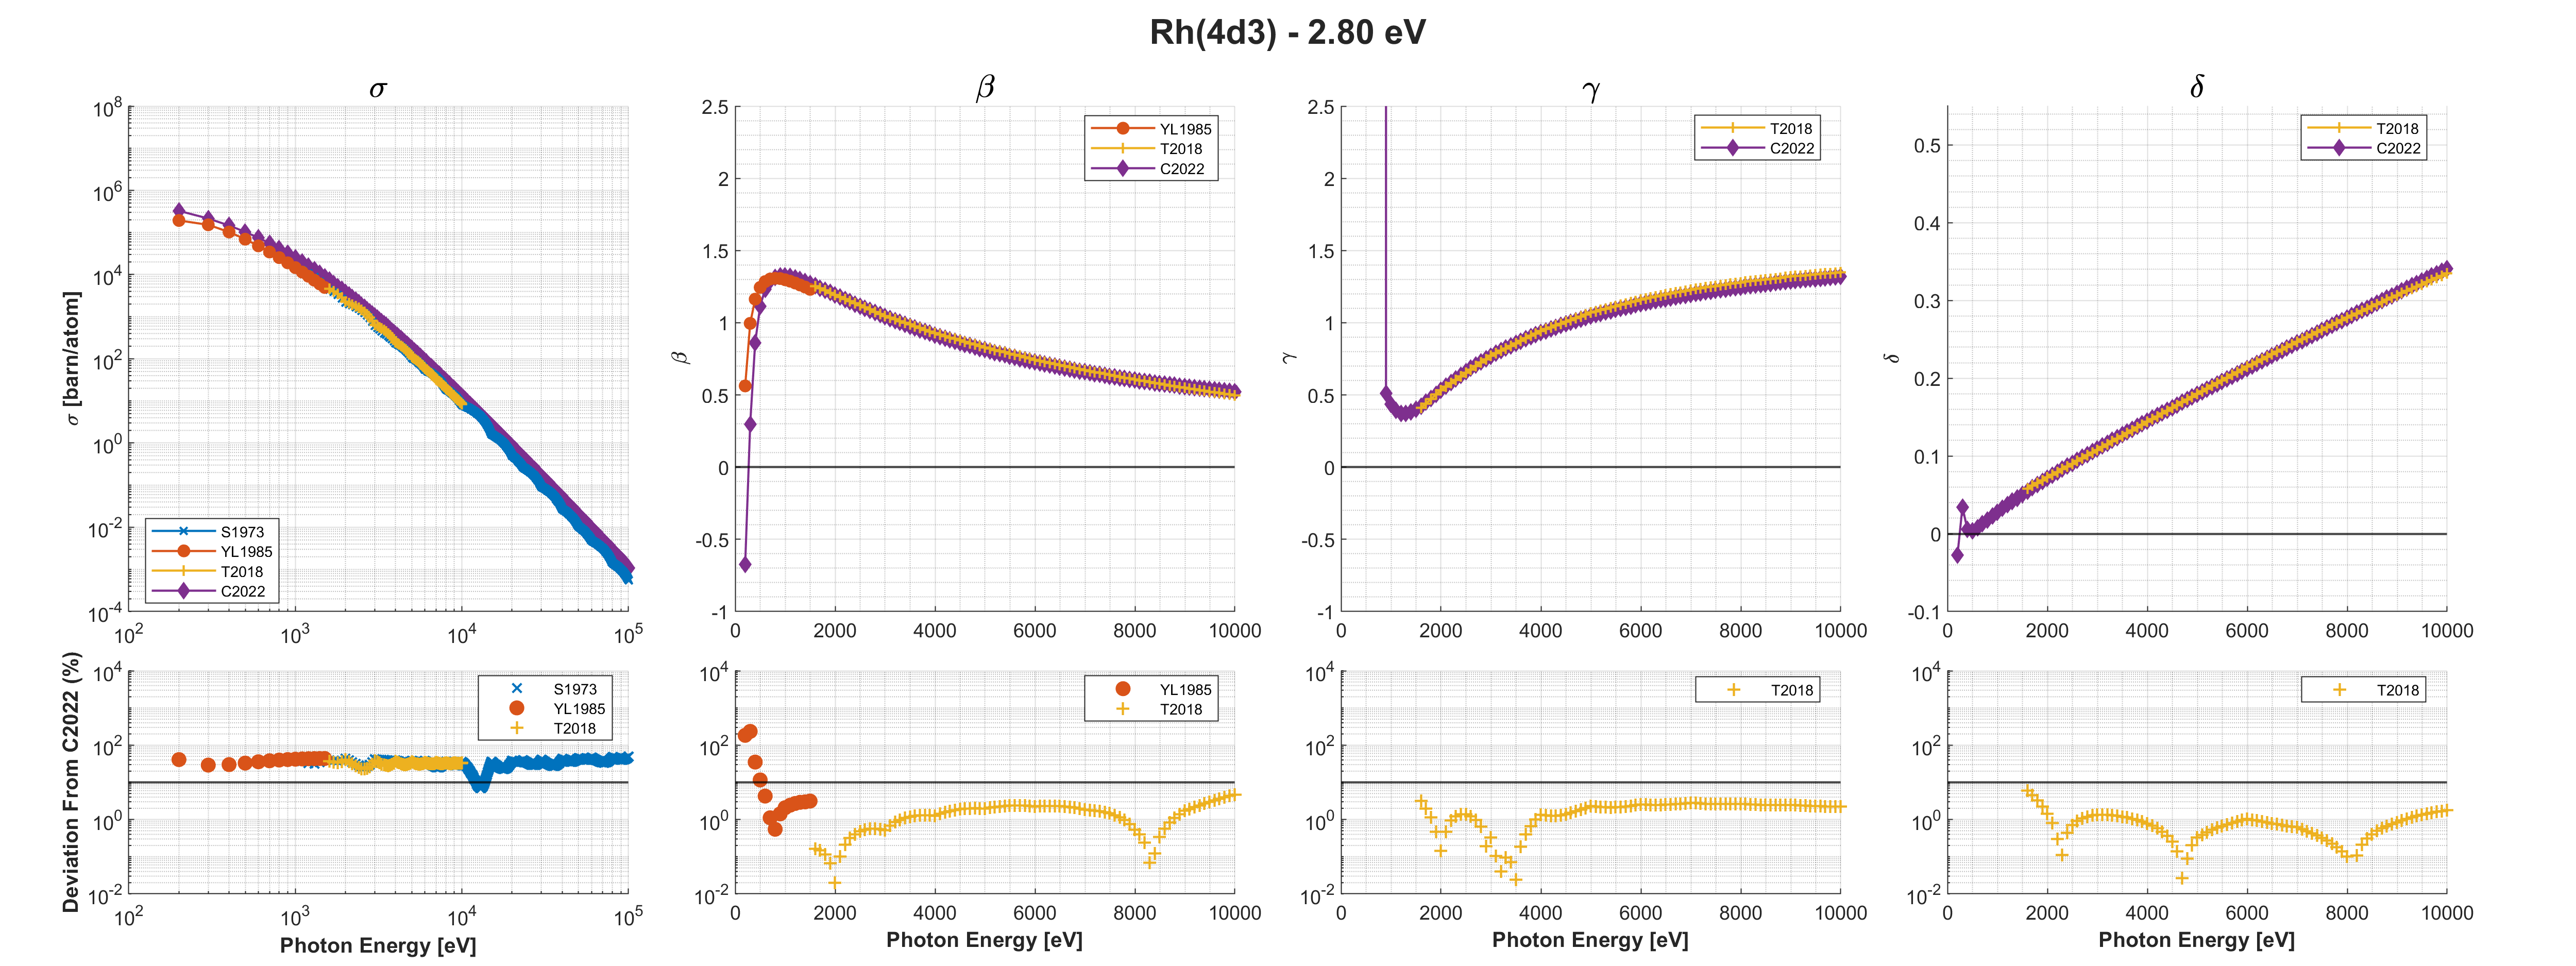 Rh(4d3) - 2.80 eV
σ
10^8
10^6
10^4
10^2
10^0
10^-2
10^-4
σ [barn/atom]
S1973
YL1985
T2018
C2022
10^2
10^3
10^4
10^5
β
2.5
2
1.5
1
0.5
0
-0.5
-1
β
YL1985
T2018
C2022
0
2000
4000
6000
8000
10000
γ
2.5
2
1.5
1
0.5
0
-0.5
-1
γ
T2018
C2022
0
2000
4000
6000
8000
10000
δ
0.5
0.4
0.3
0.2
0.1
0
-0.1
δ
T2018
C2022
0
2000
4000
6000
8000
10000
Deviation From C2022 (%)
10^4
10^2
10^0
10^-2
S1973
YL1985
T2018
10^2
10^3
10^4
10^5
Photon Energy [eV]
10^4
10^2
10^0
10^-2
YL1985
T2018
0
2000
4000
6000
8000
10000
Photon Energy [eV]
10^4
10^2
10^0
10^-2
T2018
0
2000
4000
6000
8000
10000
Photon Energy [eV]
10^4
10^2
10^0
10^-2
T2018
0
2000
4000
6000
8000
10000
Photon Energy [eV]